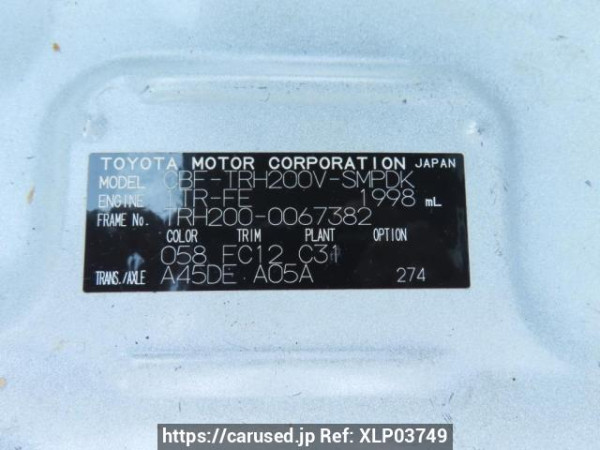 TOYOTA MOTOR CORPORATION JAPAN
MODEL CBF-TRH200V-SMPDK
ENGINE 1TR-FE 1998 mL
FRAME NO. TRH200-0067382
COLOR TRIM PLANT OPTION
058 FC12 C31
TRANS./AXLE A45DE A05A 274
https://carused.jp Ref: XLP03749